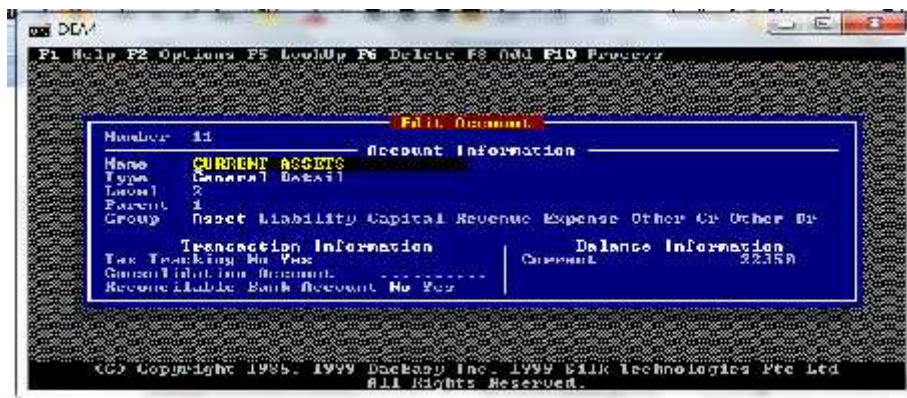 DEA4
F1 Help F2 Options F5 LookUp F6 Delete F8 Add F10 Process
Edit Account
Number 11
Account Information
Name CURRENT ASSETS
Type General Detail
Level 2
Parent 1
Group Asset Liability Capital Revenue Expense Other Cr Other Dr
Transaction Information Balance Information
Tax Tracking No Yes Current
Consolidation Account
Reconcilable Bank Account No Yes
(C) Copyright 1985, 1999 DacEasy Inc. 1999 Silk Technologies Pte Ltd
All Rights Reserved.